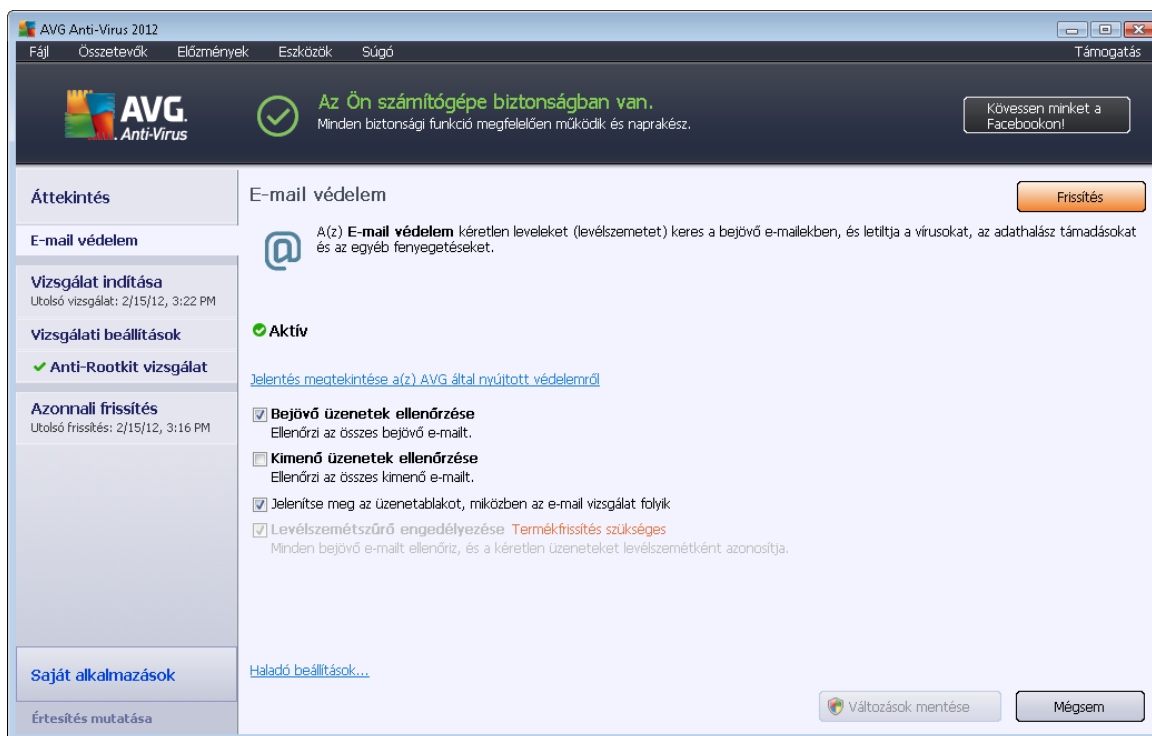 AVG Anti-Virus 2012
Fájl Összetevők Előzmények Eszközök Súgó Támogatás
AVG.
Anti-Virus
Az Ön számítógépe biztonságban van.
Minden biztonsági funkció megfelelően működik és naprakész.
Kövessen minket a
Facebookon!
Áttekintés
E-mail védelem
Vizsgálat indítása
Utolsó vizsgálat: 2/15/12, 3:22 PM
Vizsgálati beállítások
Anti-Rootkit vizsgálat
Azonnali frissítés
Utolsó frissítés: 2/15/12, 3:16 PM
Saját alkalmazások
Értesítés mutatása
E-mail védelem
Frissítés
A(z) E-mail védelem kéretlen leveleket (levélszemetet) keres a bejövő e-mailekben, és letiltja a vírusokat, az adathalász támadásokat
és az egyéb fenyegetéseket.
Aktív
Jelentés megtekintése a(z) AVG által nyújtott védelemről
Bejövő üzenetek ellenőrzése
Ellenőrzi az összes bejövő e-mailt.
Kimenő üzenetek ellenőrzése
Ellenőrzi az összes kimenő e-mailt.
Jelenítse meg az üzenetablakot, miközben az e-mail vizsgálat folyik
Levélszemétszűrő engedélyezése Termékfrissítés szükséges
Minden bejövő e-mailt ellenőriz, és a kéretlen üzeneteket levélszemétként azonosítja.
Haladó beállítások...
Változások mentése
Mégsem